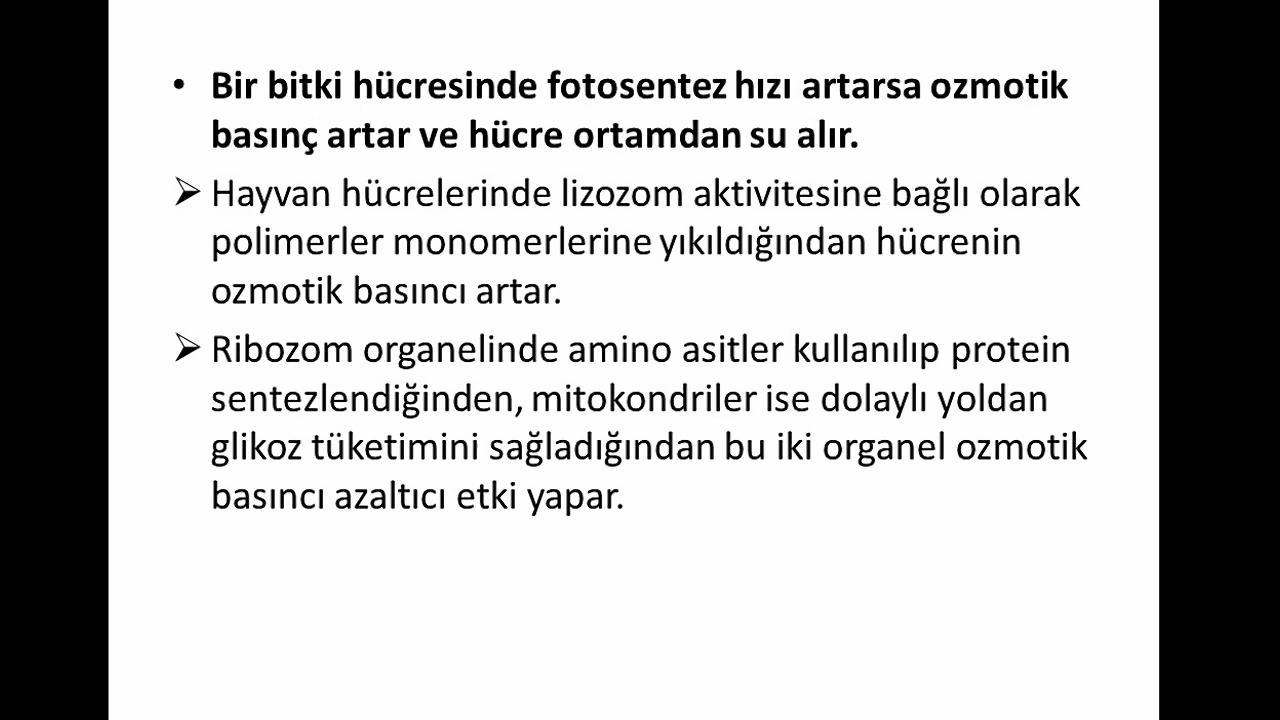 • Bir bitki hücresinde fotosentez hızı artarsa ozmotik
basınç artar ve hücre ortamdan su alır.
➢ Hayvan hücrelerinde lizozom aktivitesine bağlı olarak
polimerler monomerlerine yıkıldığından hücrenin
ozmotik basıncı artar.
➢ Ribozom organelinde amino asitler kullanılıp protein
sentezlendiğinden, mitokondriler ise dolaylı yoldan
glikoz tüketimini sağladığından bu iki organel ozmotik
basıncı azaltıcı etki yapar.